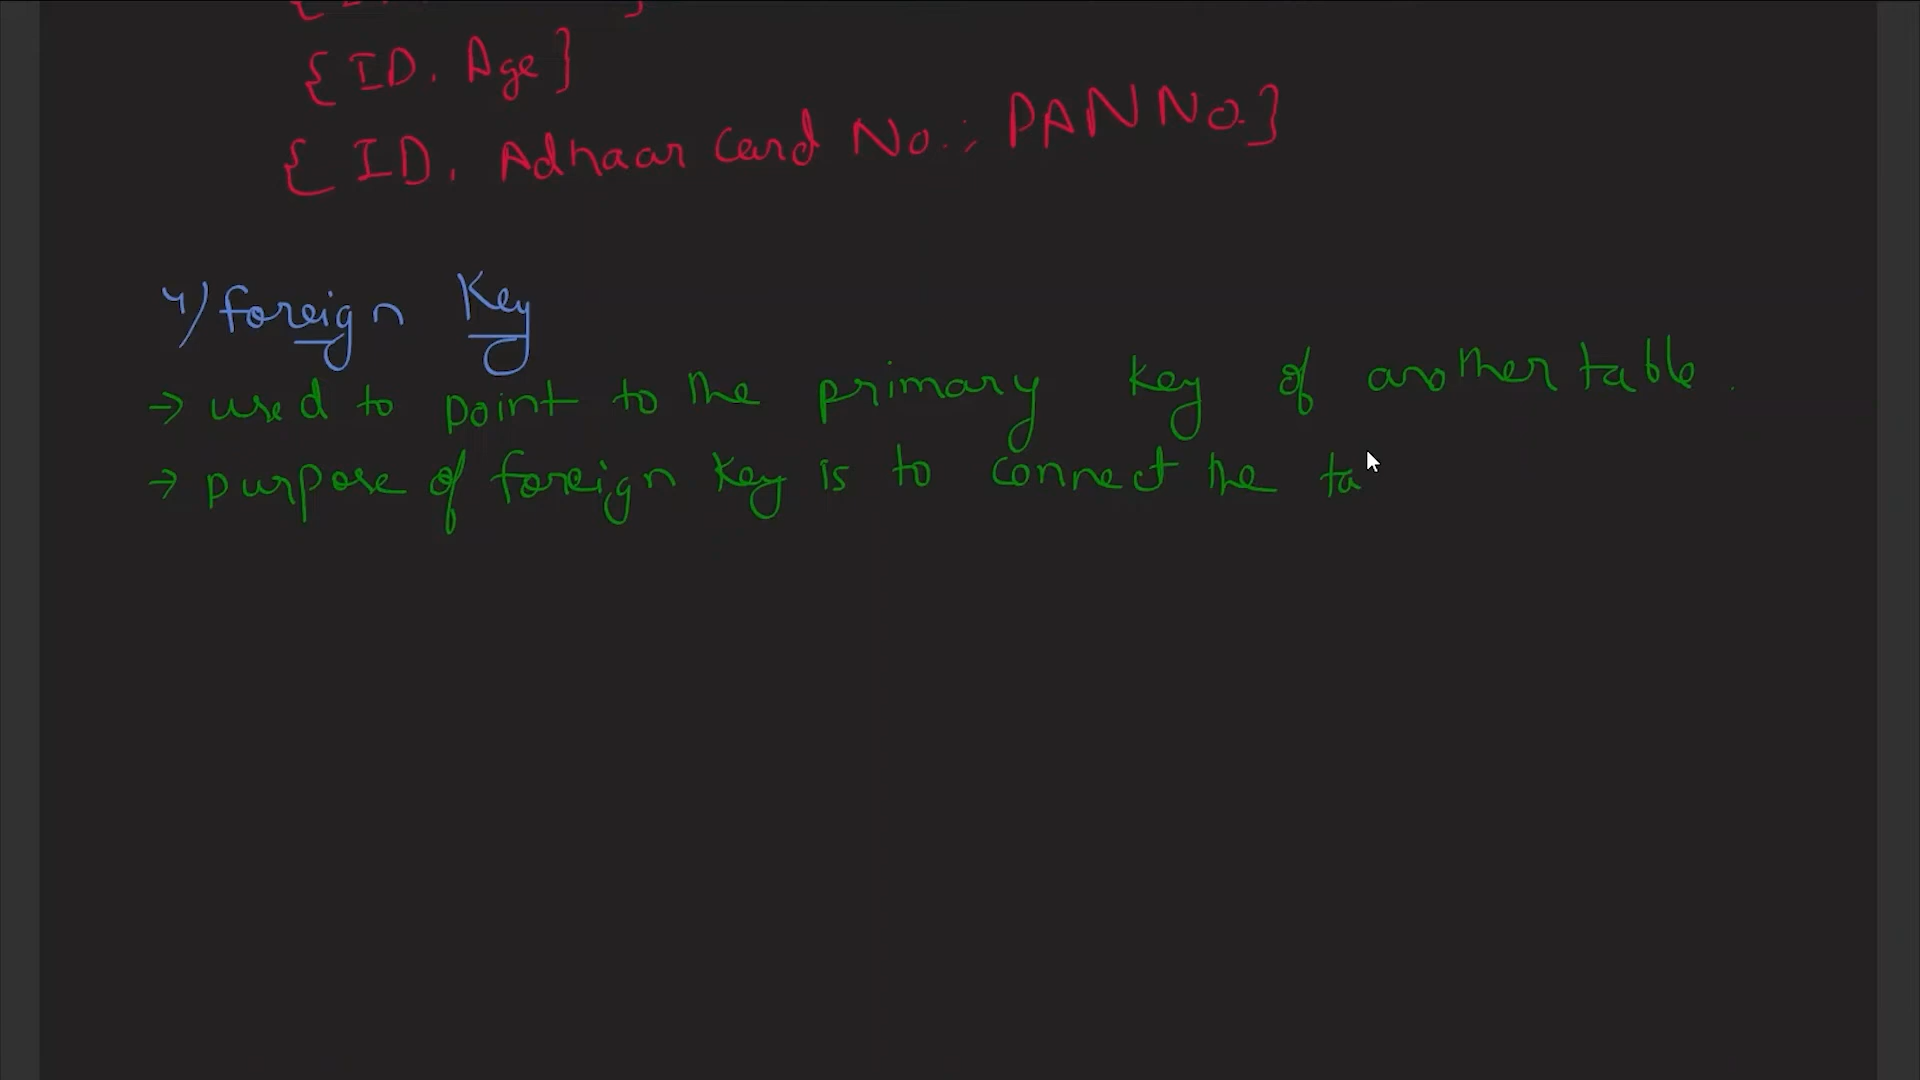 { ID, Age}
{ ID, Adhaar Card No., PAN No.}
4) foreign Key
→ used to point to the primary key of another table.
→ purpose of foreign key is to connect the ta